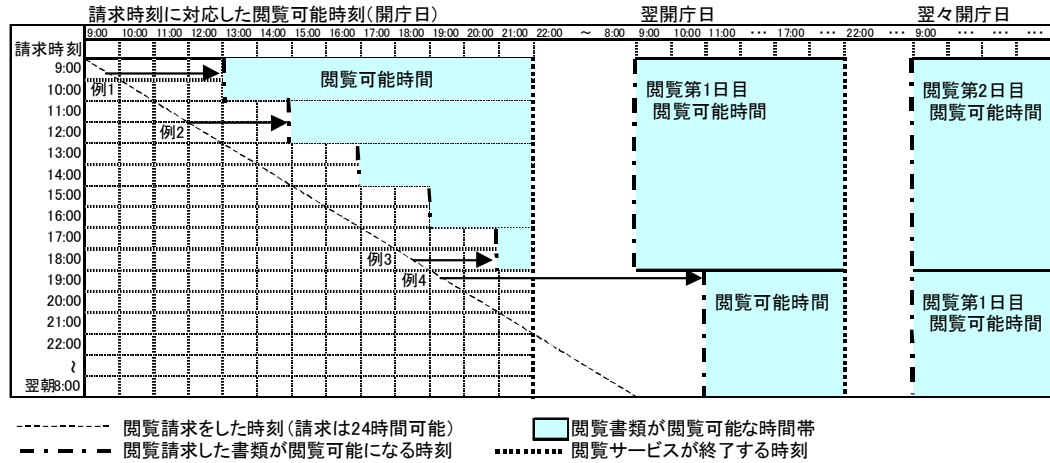 請求時刻に対応した閲覧可能時刻(開庁日) 翌開庁日 翌々開庁日
9:00 10:00 11:00 12:00 13:00 14:00 15:00 16:00 17:00 18:00 19:00 20:00 21:00 22:00 ～ 8:00 9:00 10:00 11:00 … 17:00 … 22:00 … 9:00 … … …
請求時刻
9:00
10:00
11:00
12:00
13:00
14:00
15:00
16:00
17:00
18:00
19:00
20:00
21:00
22:00
～
翌朝8:00
例1
例2
例3
例4
閲覧可能時間
閲覧第1日目
閲覧可能時間
閲覧第2日目
閲覧可能時間
閲覧可能時間
閲覧第1日目
閲覧可能時間
閲覧請求をした時刻(請求は24時間可能) 閲覧書類が閲覧可能な時間帯
閲覧請求した書類が閲覧可能になる時刻 閲覧サービスが終了する時刻